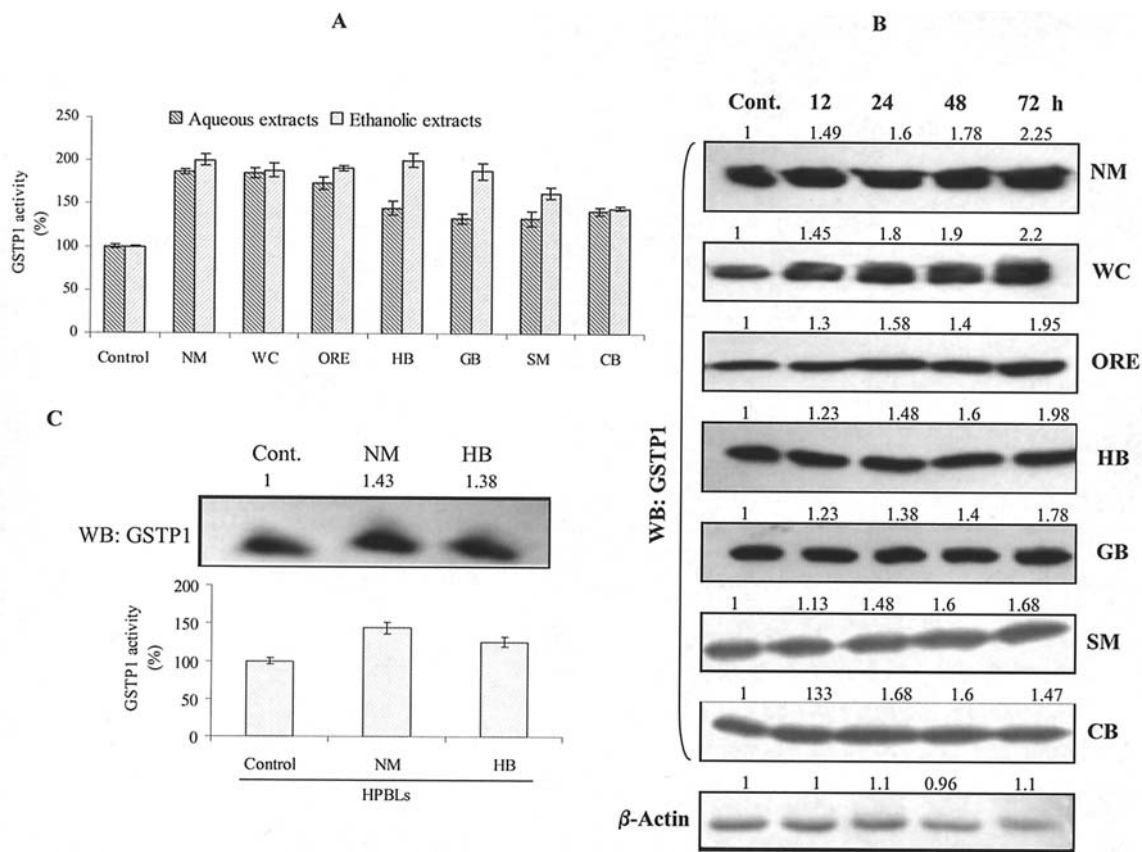 A
250
200
150
100
50
0
GSTP1 activity
(%)
Aqueous extracts Ethanolic extracts
Control NM WC ORE HB GB SM CB
C
Cont. NM HB
1 1.43 1.38
WB: GSTP1
200
150
100
50
0
GSTP1 activity
(%)
Control NM HB
HPBLs
B
Cont. 12 24 48 72 h
1 1.49 1.6 1.78 2.25
NM
1 1.45 1.8 1.9 2.2
WC
1 1.3 1.58 1.4 1.95
ORE
1 1.23 1.48 1.6 1.98
HB
1 1.23 1.38 1.4 1.78
GB
1 1.13 1.48 1.6 1.68
SM
1 133 1.68 1.6 1.47
CB
WB: GSTP1
1 1 1.1 0.96 1.1
β-Actin